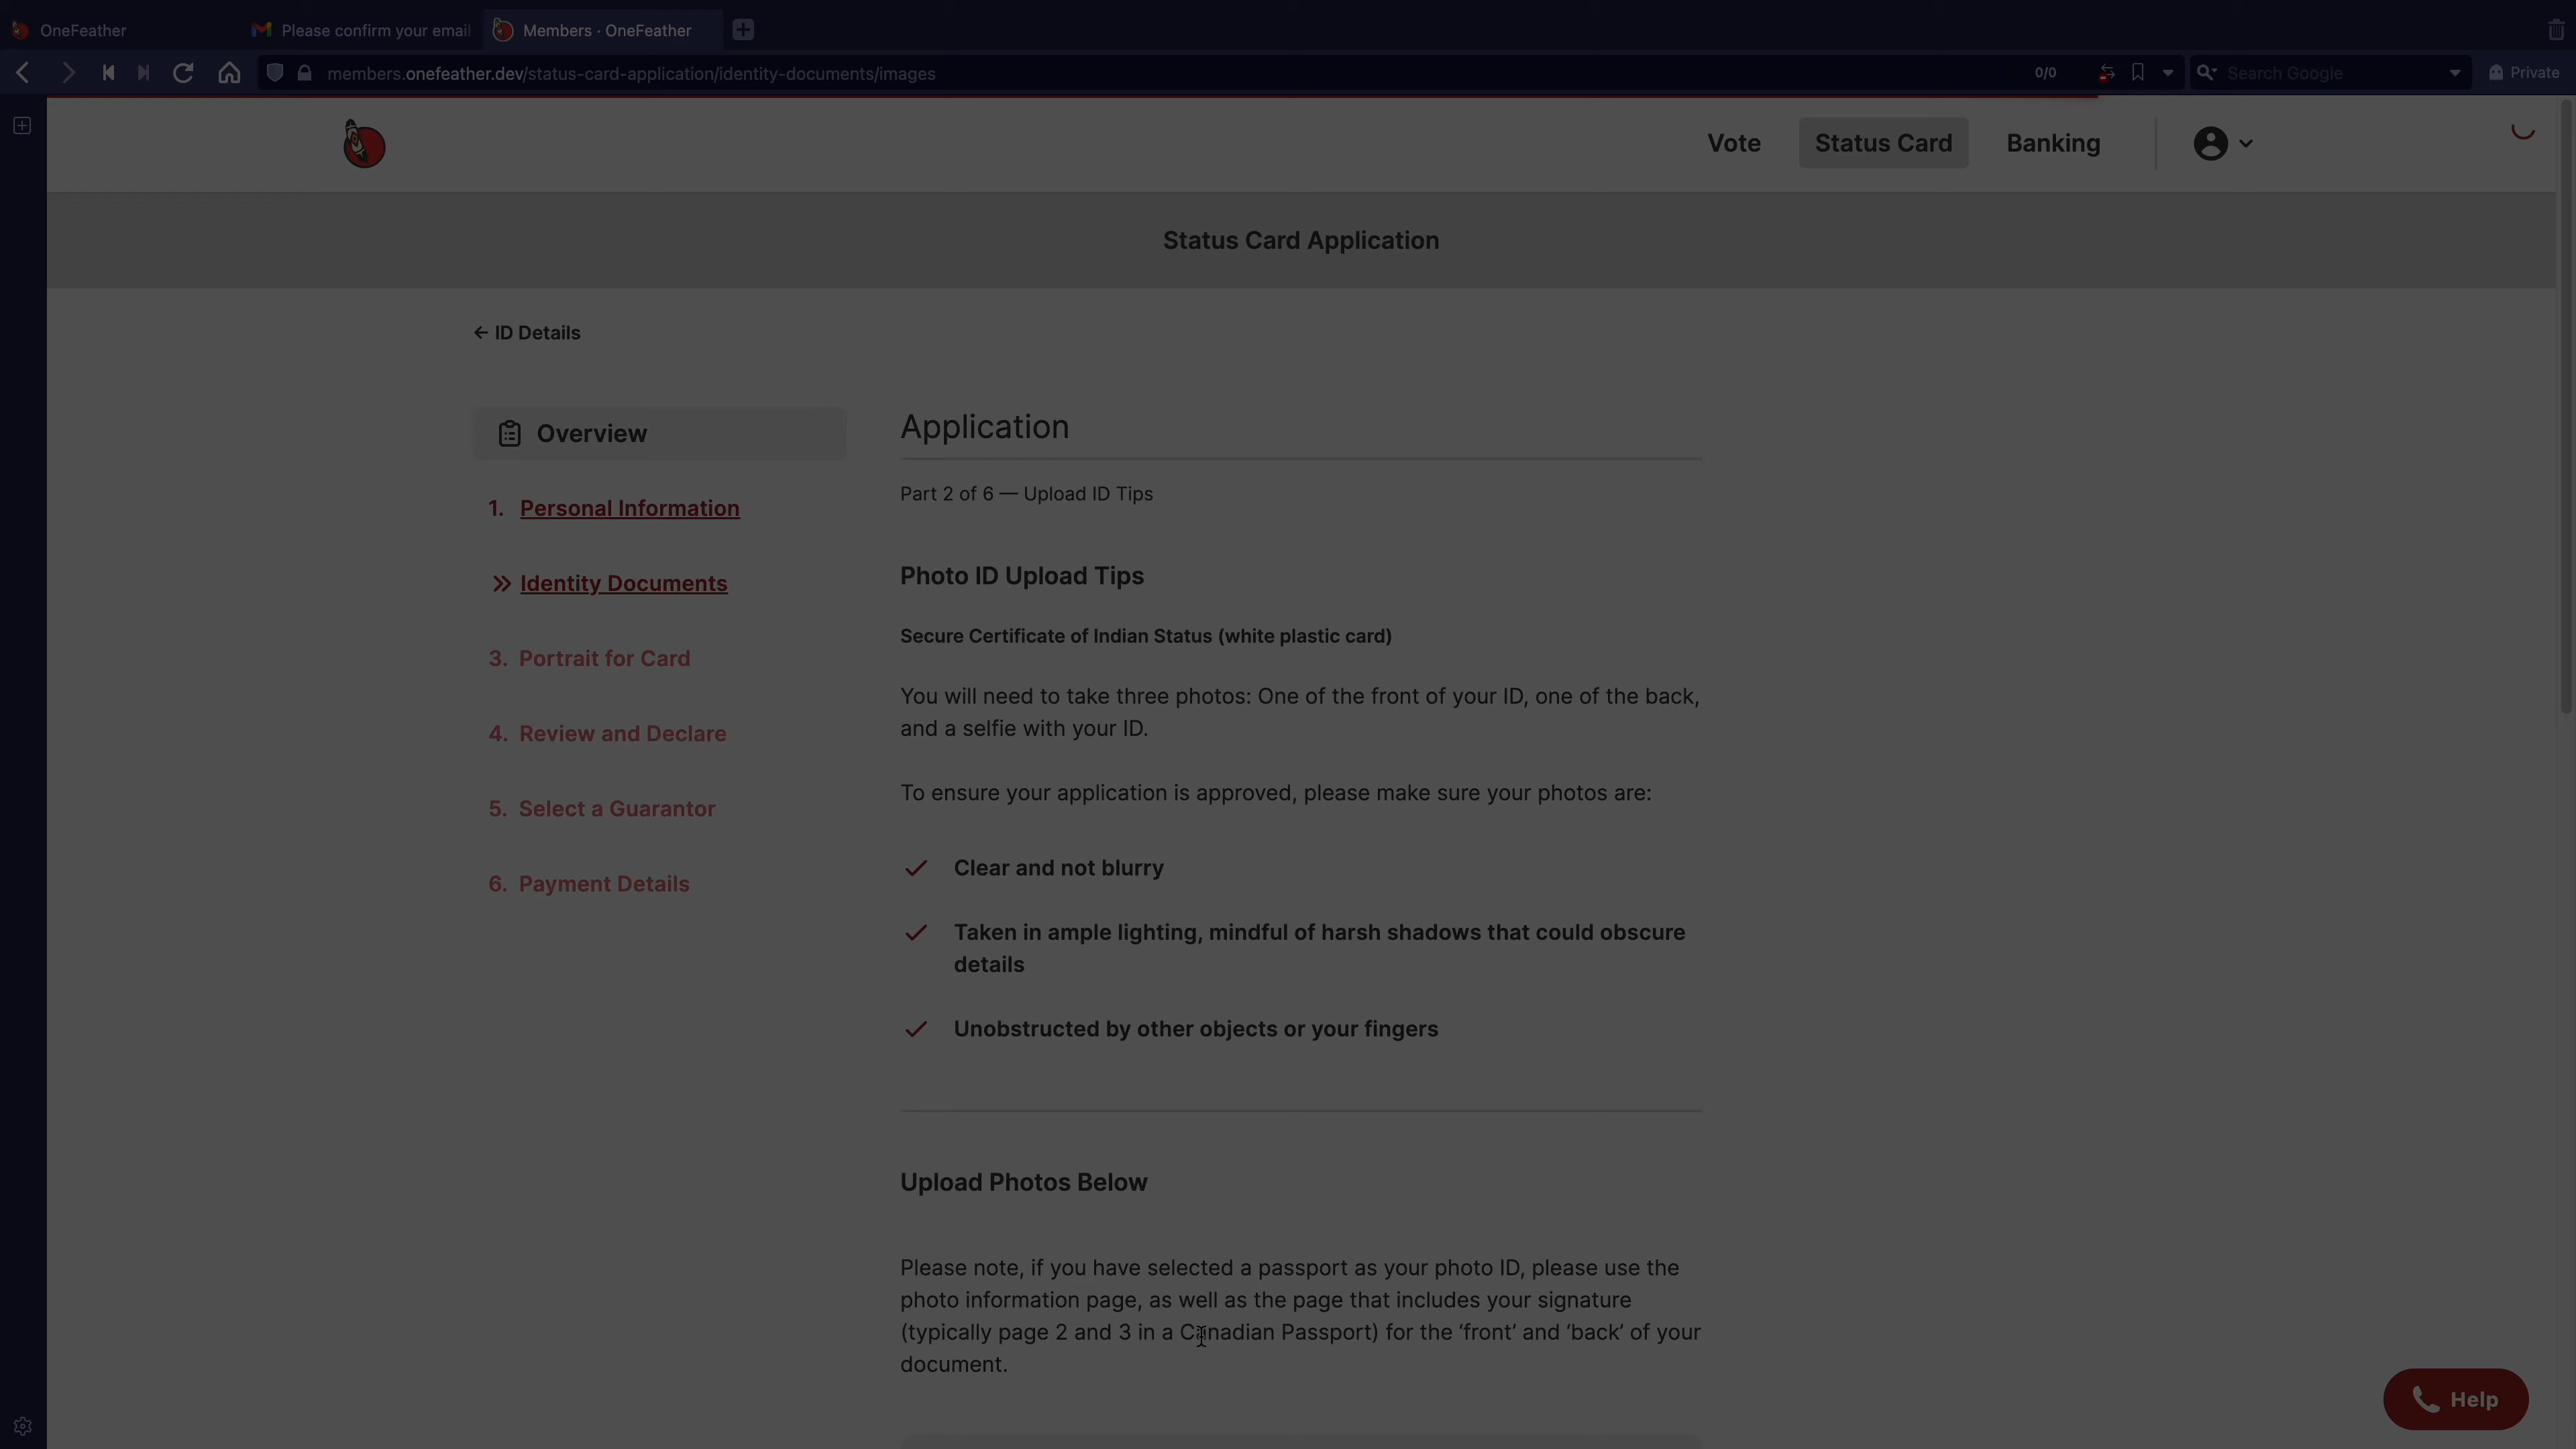 OneFeather
Please confirm your email
Members · OneFeather
members.onefeather.dev/status-card-application/identity-documents/images
0/0
Search Google
Private
Vote
Status Card
Banking
Status Card Application
← ID Details
Overview
1. Personal Information
Identity Documents
3. Portrait for Card
4. Review and Declare
5. Select a Guarantor
6. Payment Details
Application
Part 2 of 6 — Upload ID Tips
Photo ID Upload Tips
Secure Certificate of Indian Status (white plastic card)
You will need to take three photos: One of the front of your ID, one of the back,
and a selfie with your ID.
To ensure your application is approved, please make sure your photos are:
Clear and not blurry
Taken in ample lighting, mindful of harsh shadows that could obscure
details
Unobstructed by other objects or your fingers
Upload Photos Below
Please note, if you have selected a passport as your photo ID, please use the
photo information page, as well as the page that includes your signature
(typically page 2 and 3 in a Canadian Passport) for the ‘front’ and ‘back’ of your
document.
Help